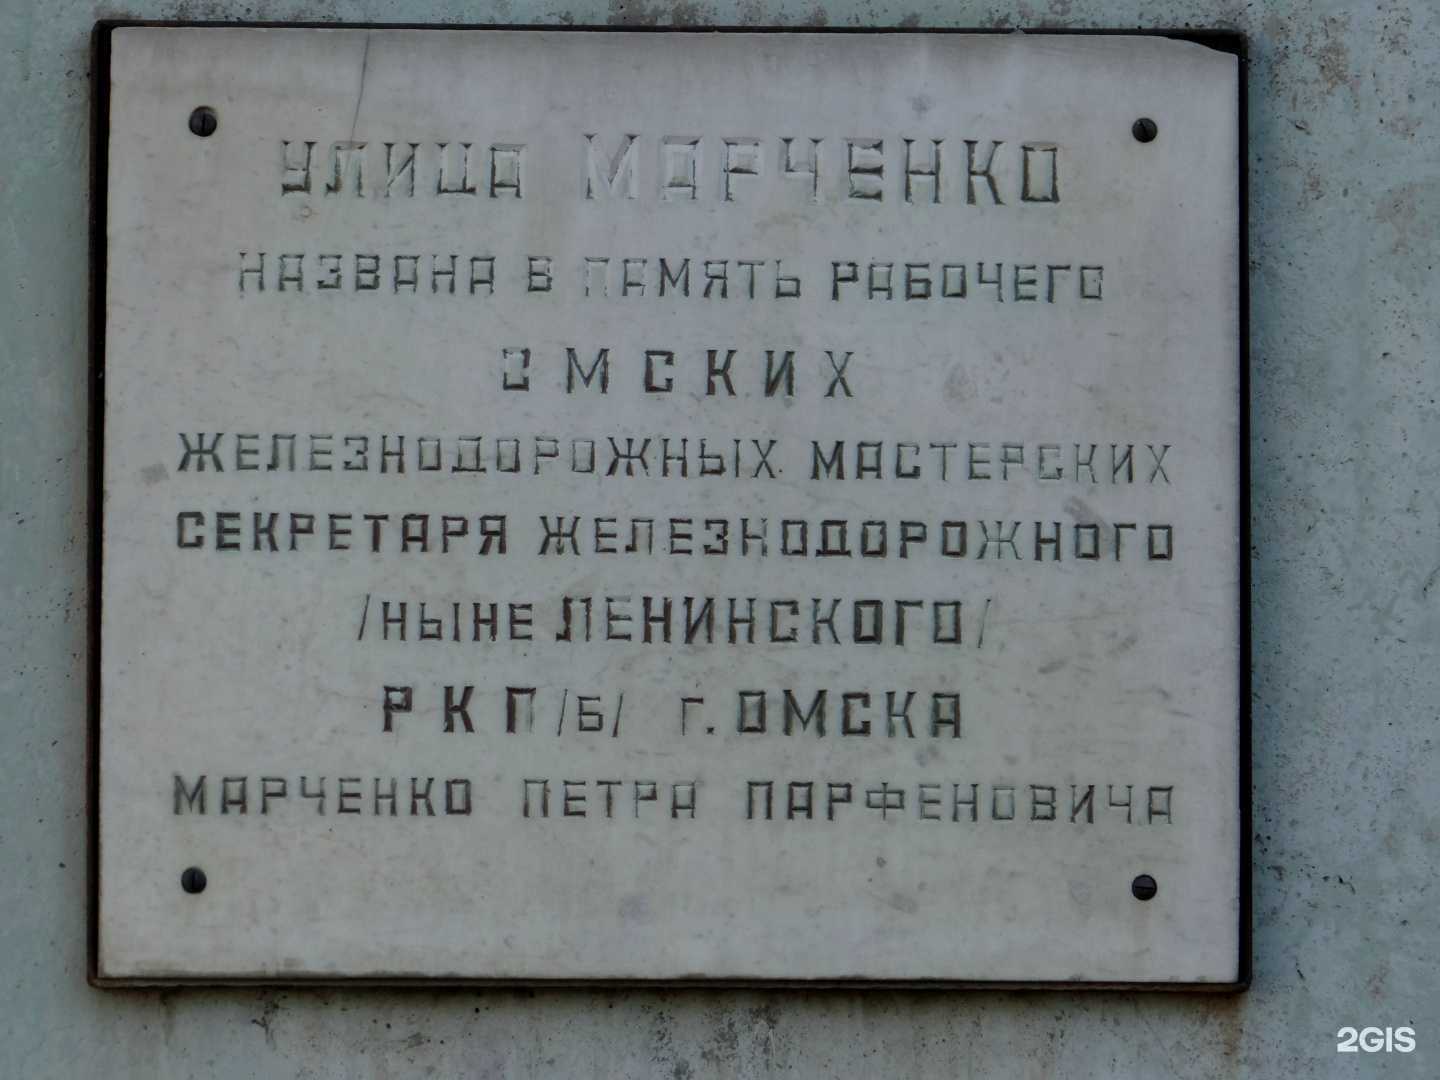 УЛИЦА МАРЧЕНКО
НАЗВАНА В ПАМЯТЬ РАБОЧЕГО
ОМСКИХ
ЖЕЛЕЗНОДОРОЖНЫХ МАСТЕРСКИХ
СЕКРЕТАРЯ ЖЕЛЕЗНОДОРОЖНОГО
/НЫНЕ ЛЕНИНСКОГО/
РКП/Б/ Г. ОМСКА
МАРЧЕНКО ПЕТРА ПАРФЕНОВИЧА
2GIS